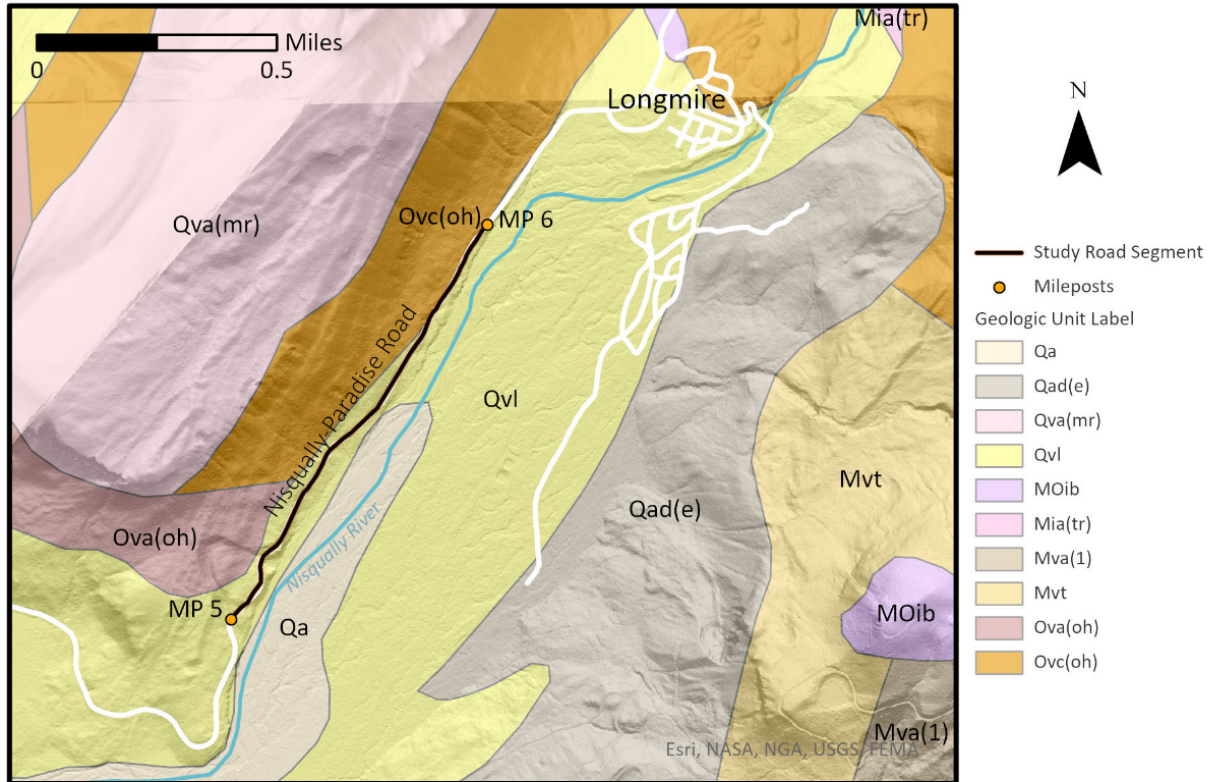 Miles
0
0.5
Mia(tr)
Longmire
Qva(mr)
Ovc(oh)
MP 6
Nisqually-Paradise Road
Qvl
Mvt
Qad(e)
Ova(oh)
Nisqually River
MP 5
Qa
MOib
Mva(1)
Esri, NASA, NGA, USGS, FEMA
N
Study Road Segment
Mileposts
Geologic Unit Label
Qa
Qad(e)
Qva(mr)
Qvl
MOib
Mia(tr)
Mva(1)
Mvt
Ova(oh)
Ovc(oh)